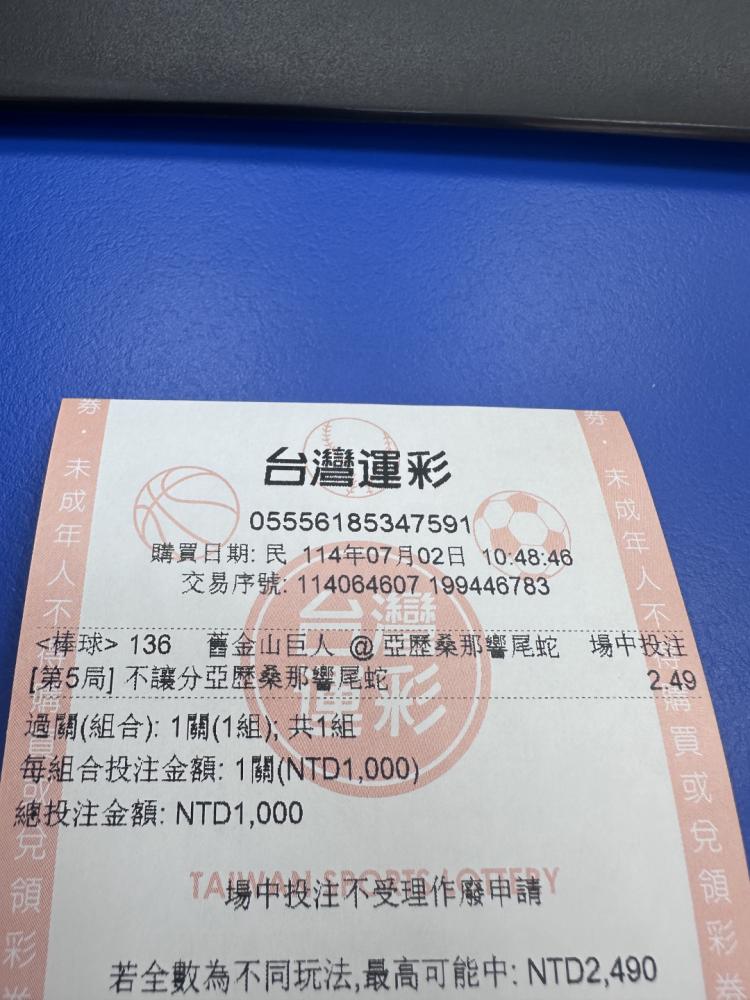 台灣運彩
05556185347591
購買日期: 民 114年07月02日 10:48:46
交易序號: 114064607 199446783
<棒球> 136 舊金山巨人 @ 亞歷桑那響尾蛇 場中投注
[第5局] 不讓分亞歷桑那響尾蛇 2.49
過關(組合): 1關(1組); 共1組
每組合投注金額: 1關(NTD1,000)
總投注金額: NTD1,000
TAIWAN SPORTS LOTTERY
場中投注不受理作廢申請
若全數為不同玩法,最高可能中: NTD2,490
台灣運彩
券．未成年人不得購買或兌領彩券
券．未成年人不得購買或兌領彩券